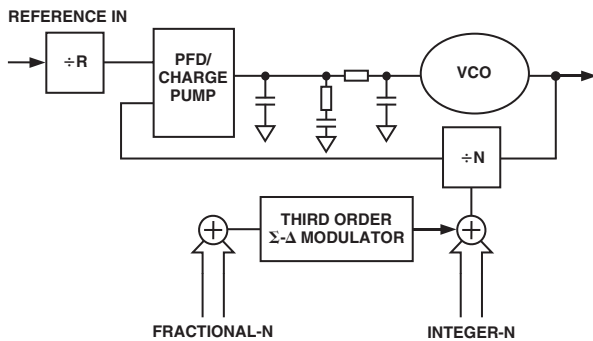 REFERENCE IN
÷R
PFD/
CHARGE
PUMP
VCO
÷N
THIRD ORDER
Σ-Δ MODULATOR
FRACTIONAL-N
INTEGER-N